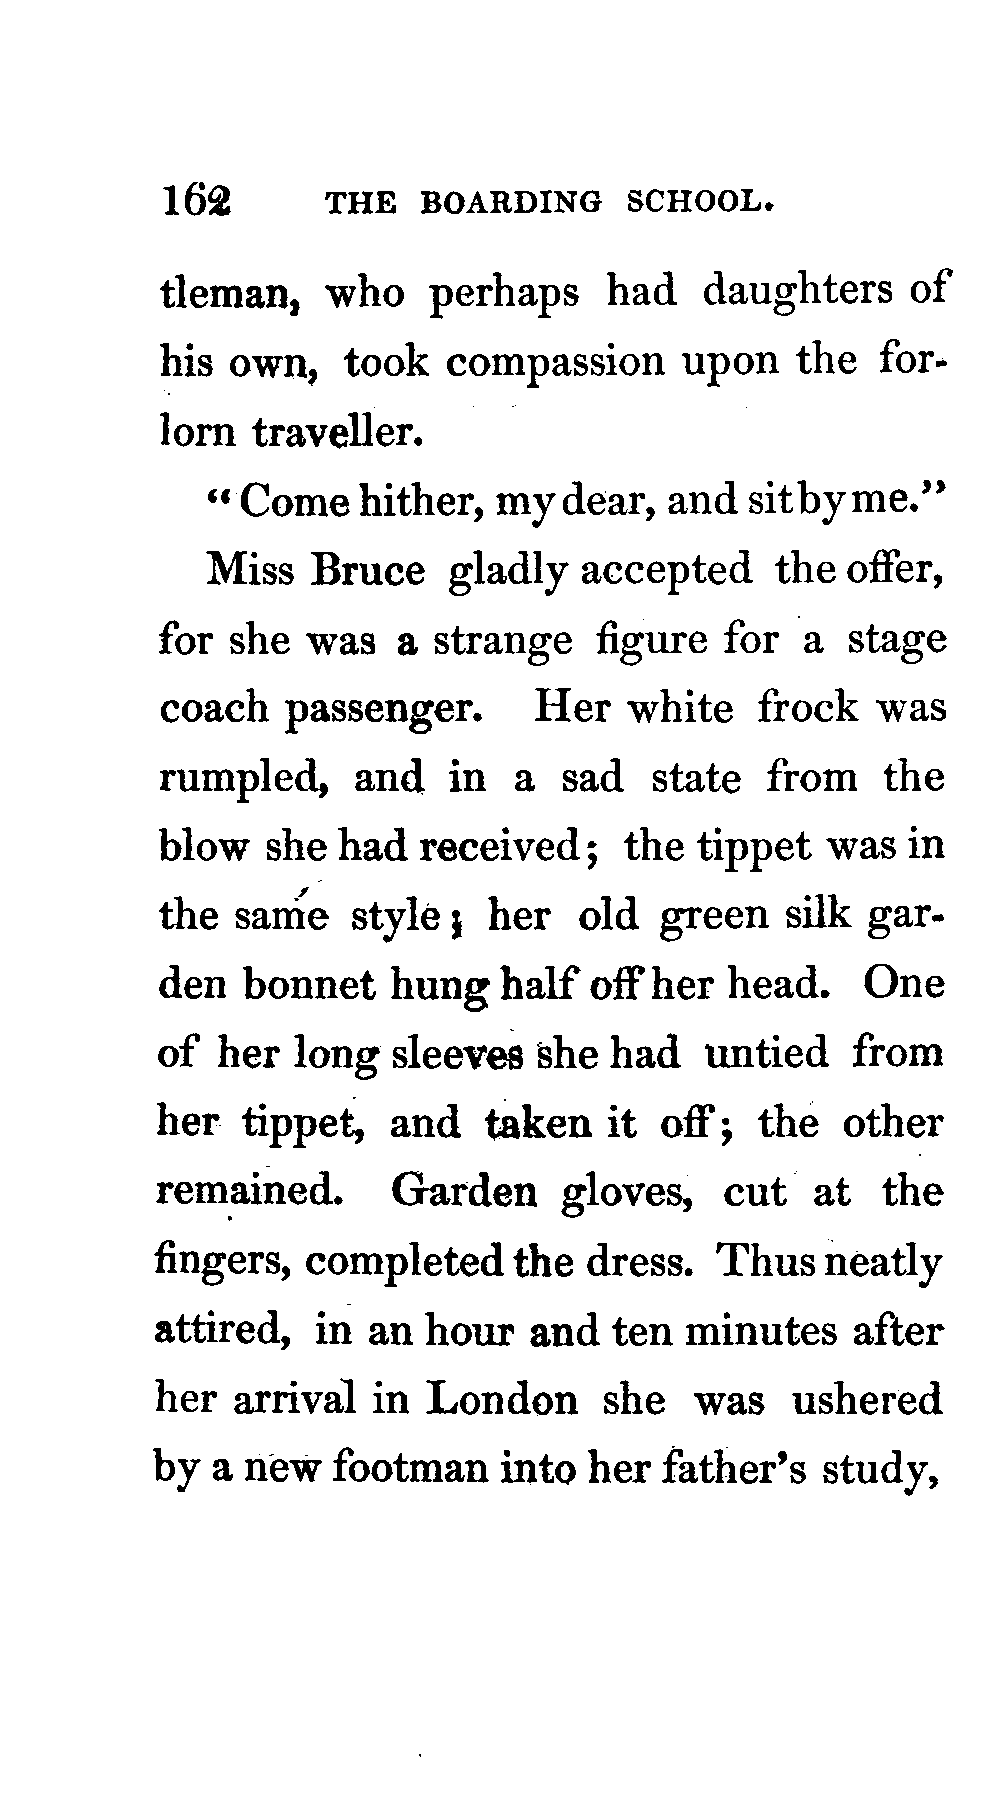 162 THE BOARDING SCHOOL.
tleman, who perhaps had daughters of
his own, took compassion upon the for-
lorn traveller.
"Come hither, my dear, and sit by me."
Miss Bruce gladly accepted the offer,
for she was a strange figure for a stage
coach passenger. Her white frock was
rumpled, and in a sad state from the
blow she had received; the tippet was in
the same style; her old green silk gar-
den bonnet hung half off her head. One
of her long sleeves she had untied from
her tippet, and taken it off; the other
remained. Garden gloves, cut at the
fingers, completed the dress. Thus neatly
attired, in an hour and ten minutes after
her arrival in London she was ushered
by a new footman into her father's study,